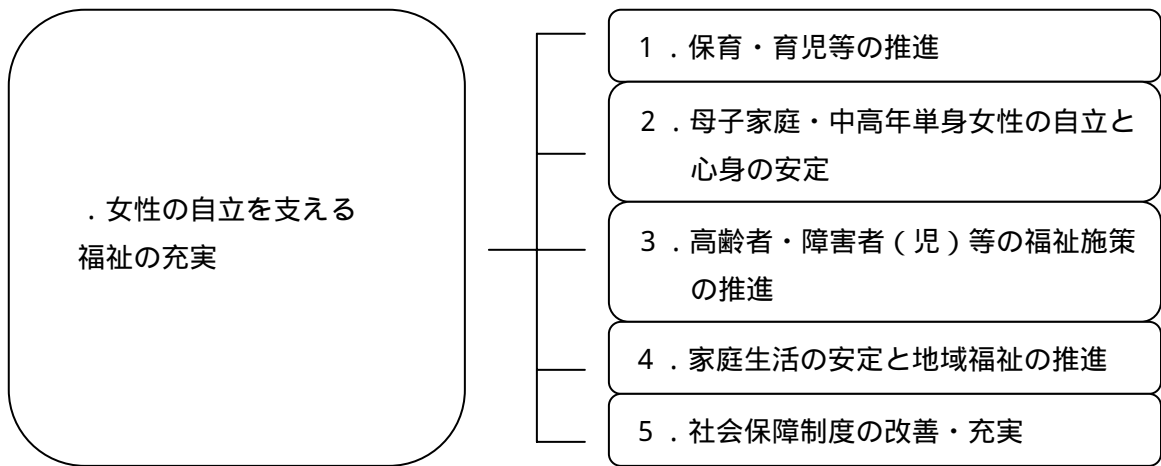 ．女性の自立を支える
福祉の充実
１．保育・育児等の推進
２．母子家庭・中高年単身女性の自立と
心身の安定
３．高齢者・障害者（児）等の福祉施策
の推進
４．家庭生活の安定と地域福祉の推進
５．社会保障制度の改善・充実